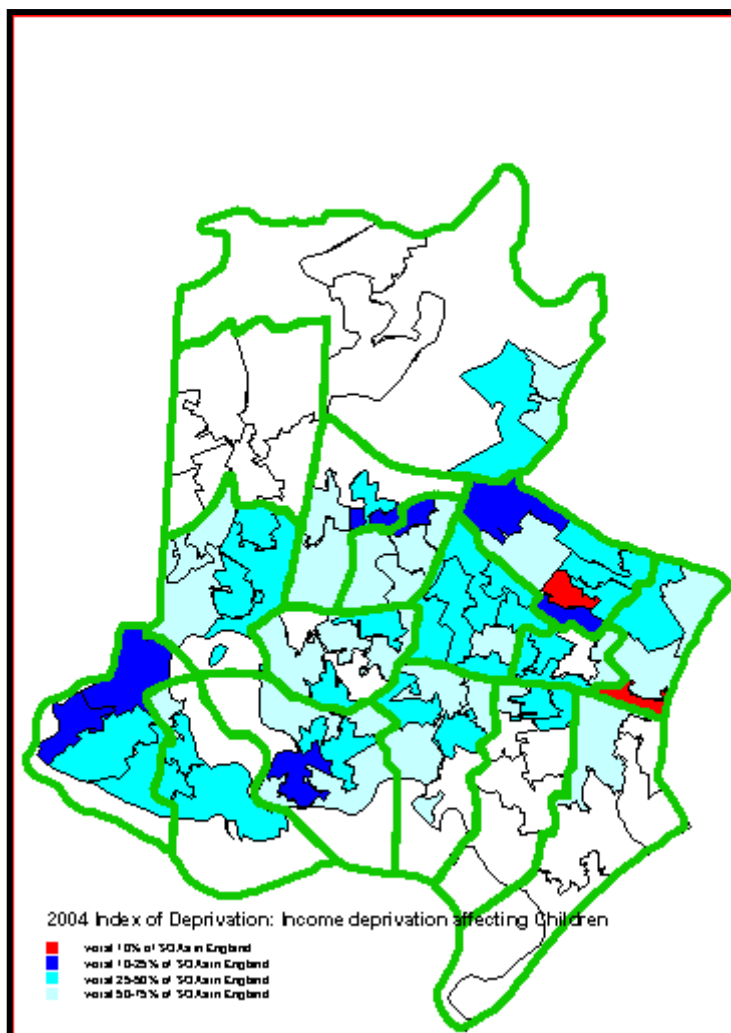 2004 Index of Deprivation: Income deprivation affecting Children
worst 10% of SOAs in England
worst 10-25% of SOAs in England
worst 25-50% of SOAs in England
worst 50-75% of SOAs in England